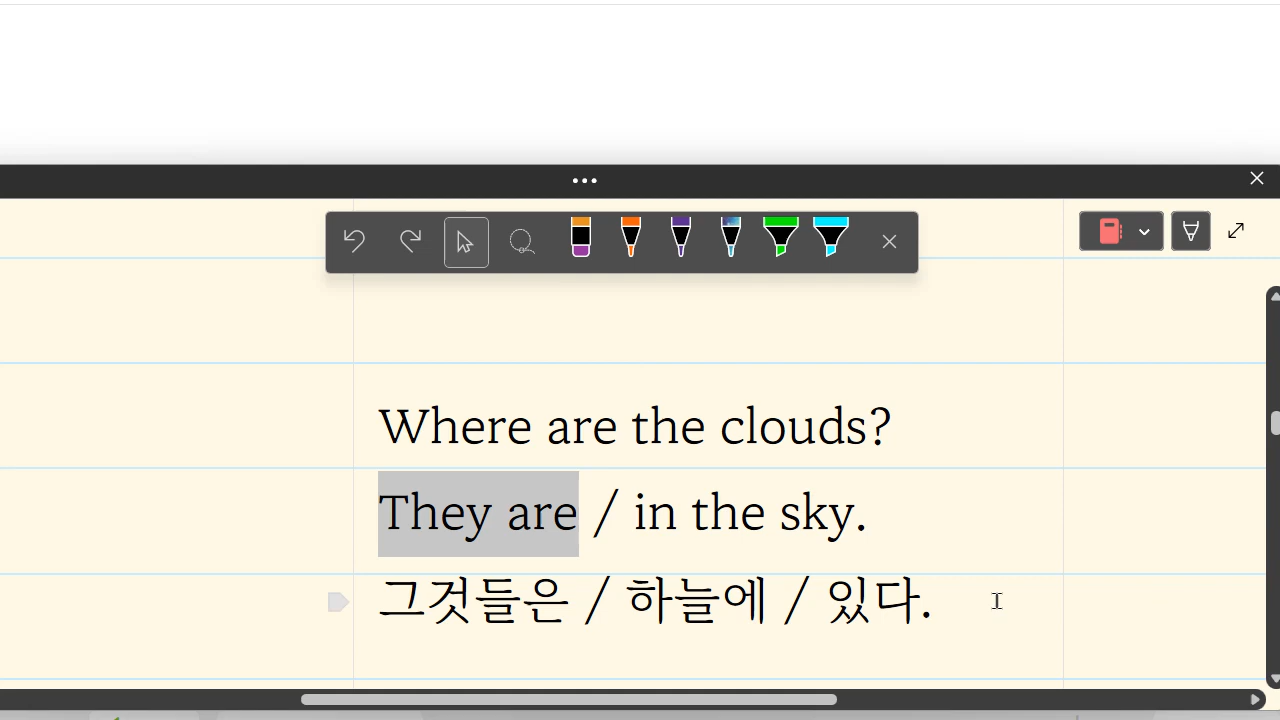 Where are the clouds?
They are / in the sky.
그것들은 / 하늘에 / 있다.